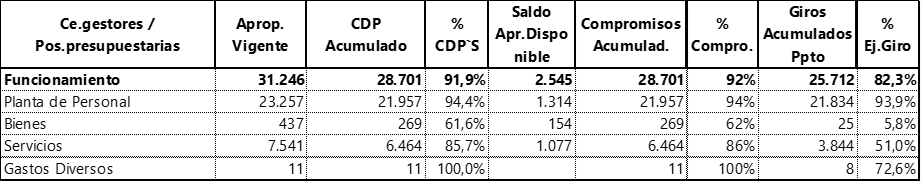 Ce.gestores / Pos.presupuestarias | Aprop. Vigente | CDP Acumulado | % CDP`S | Saldo Apr.Dispo nible | Compromisos Acumulad. | % Compro. | Giros Acumulados Ppto | % Ej.Giro
Funcionamiento 31.246 28.701 91,9% 2.545 28.701 92% 25.712 82,3%
Planta de Personal 23.257 21.957 94,4% 1.314 21.957 94% 21.834 93,9%
Bienes 437 269 61,6% 154 269 62% 25 5,8%
Servicios 7.541 6.464 85,7% 1.077 6.464 86% 3.844 51,0%
Gastos Diversos 11 11 100,0% 11 100% 8 72,6%